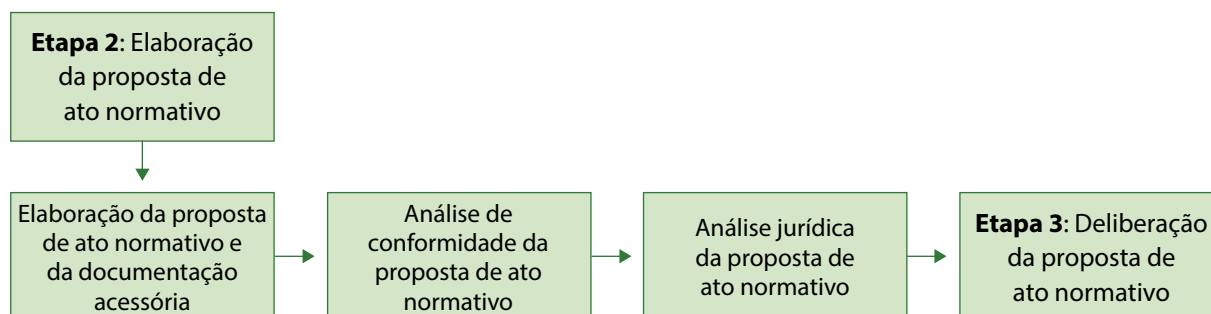 Etapa 2: Elaboração
da proposta de
ato normativo
Elaboração da proposta
de ato normativo e
da documentação
acessória
Análise de
conformidade da
proposta de ato
normativo
Análise jurídica
da proposta de
ato normativo
Etapa 3: Deliberação
da proposta de
ato normativo